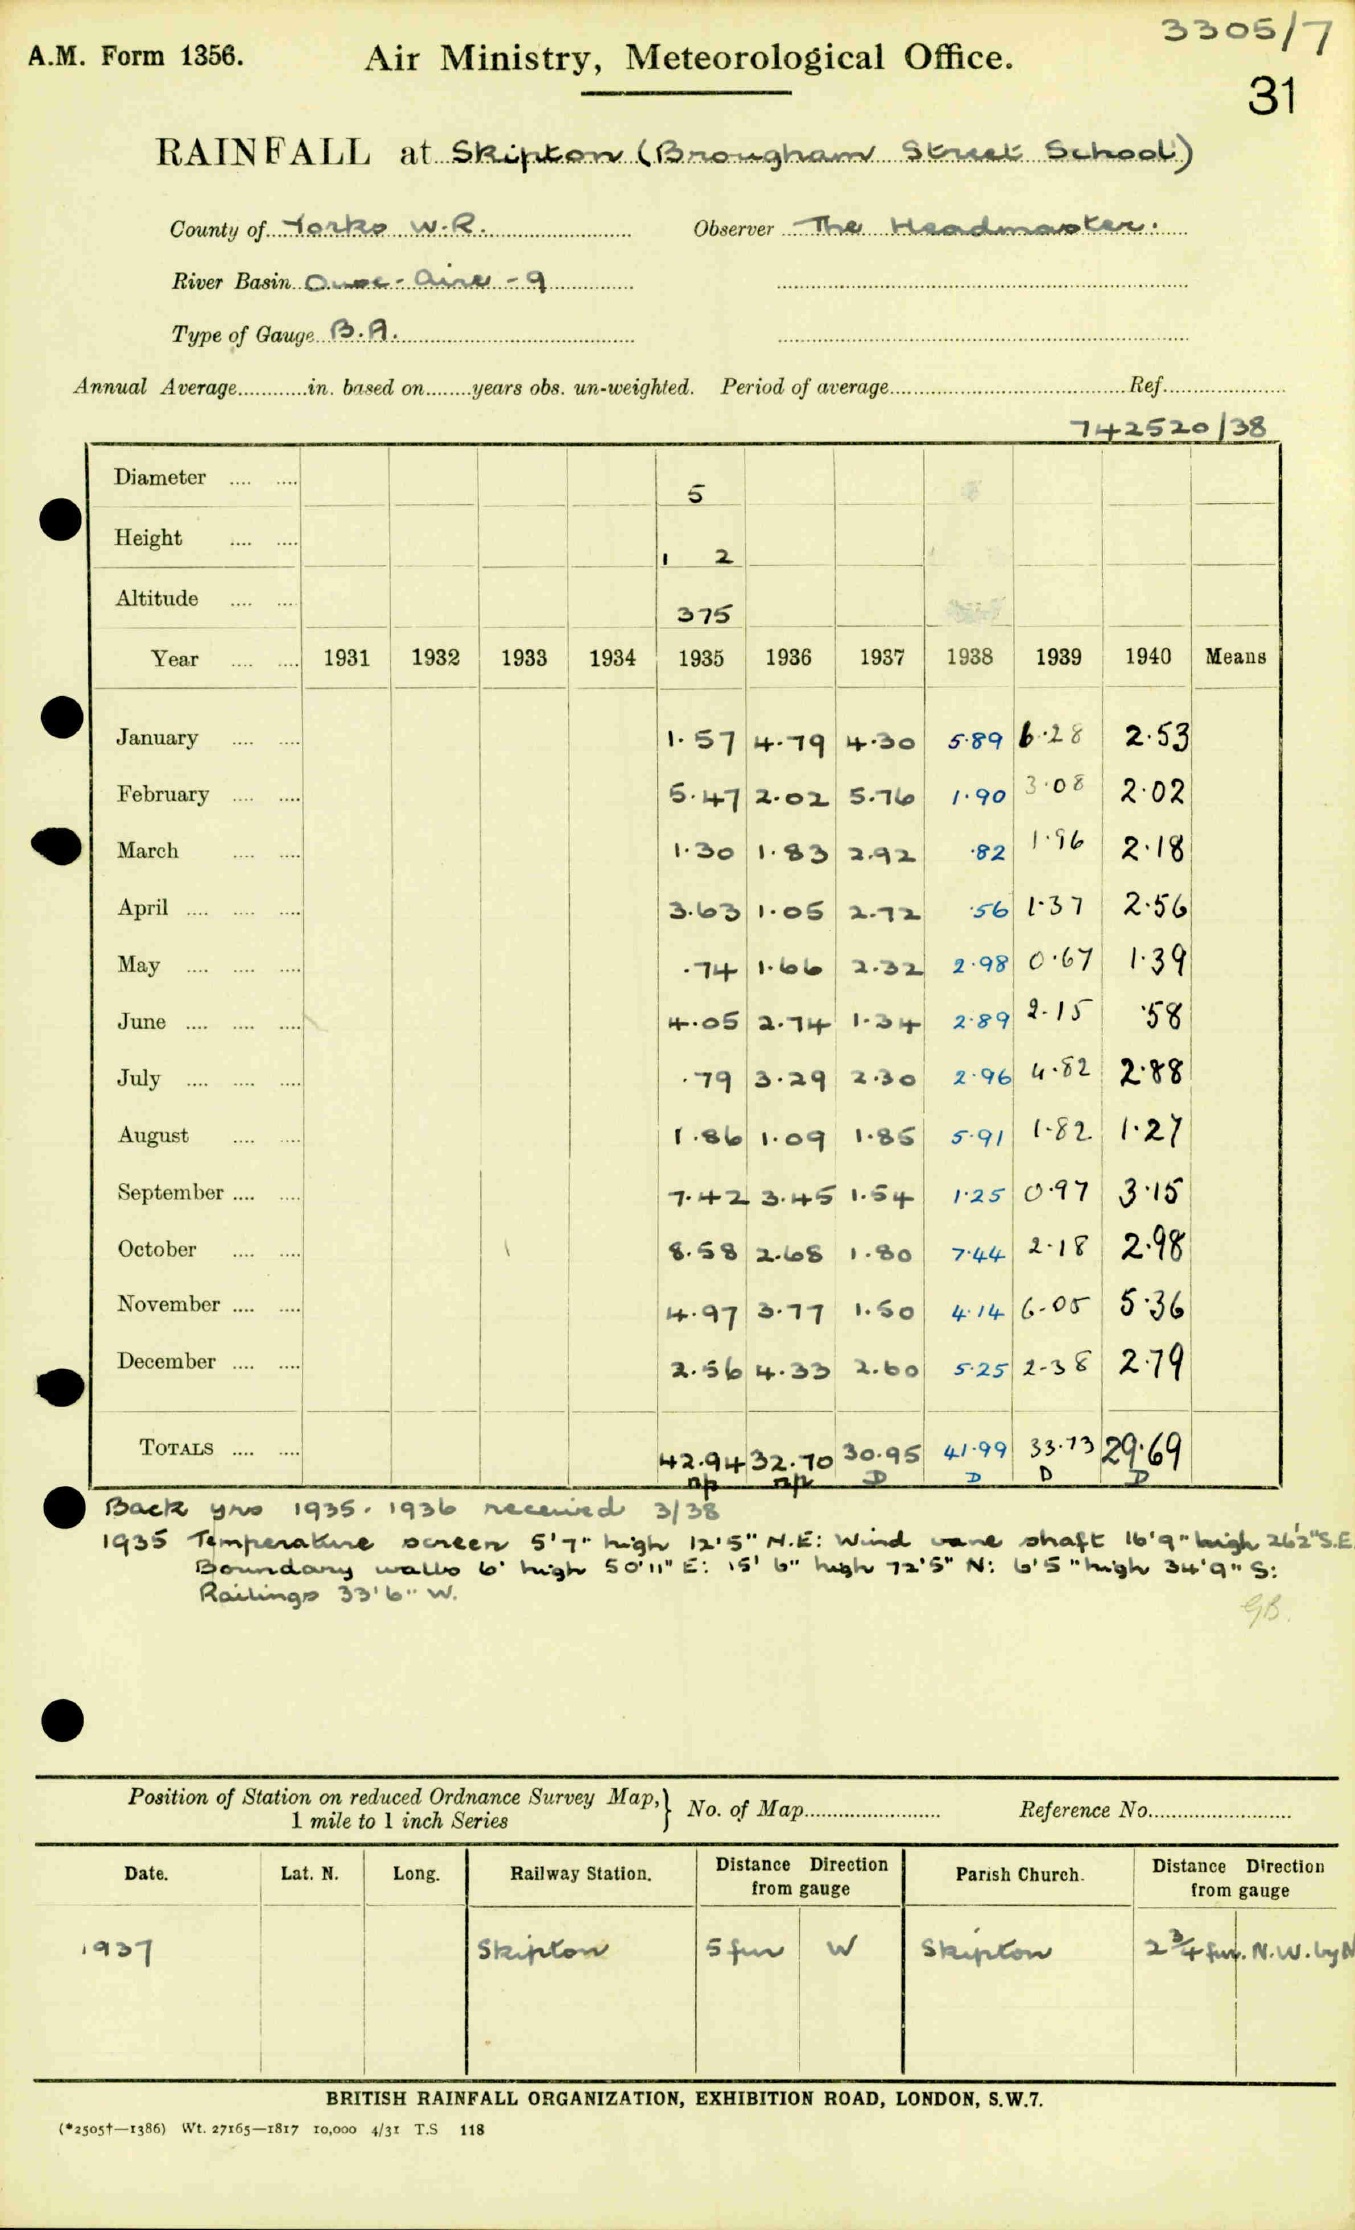 3305/7
A.M. Form 1356. Air Ministry, Meteorological Office.
31
RAINFALL at Skipton (Brougham Street School)
County of Yorks W.R. Observer The Headmaster.
River Basin Ouse-Aire-9
Type of Gauge B.A.
Annual Average............in. based on........years obs. un-weighted. Period of average............Ref............
742520/38
Diameter .... .... 5
Height .... .... 1 2
Altitude .... .... 375
Year .... .... 1931 1932 1933 1934 1935 1936 1937 1938 1939 1940 Means
January .... .... 1.57 4.79 4.30 5.89 6.28 2.53
February .... .... 5.47 2.02 5.76 1.90 3.08 2.02
March .... .... 1.30 1.83 2.92 .82 1.96 2.18
April .... .... .... 3.63 1.05 2.72 .56 1.37 2.56
May .... .... .... .74 1.66 2.32 2.98 0.67 1.39
June .... .... .... 4.05 2.74 1.34 2.89 2.15 .58
July .... .... .... .79 3.29 2.30 2.96 4.82 2.88
August .... .... 1.86 1.09 1.85 5.91 1.82 1.27
September .... .... 7.42 3.45 1.54 1.25 0.97 3.15
October .... .... 8.58 2.68 1.80 7.44 2.18 2.98
November .... .... 4.97 3.77 1.50 4.14 6.05 5.36
December .... .... 2.56 4.33 2.60 5.25 2.38 2.79
TOTALS .... .... 42.94 32.70 30.95 41.99 33.73 29.69
np np D D D D
Back yrs 1935. 1936 received 3/38
1935 Temperature screen 5'7" high 12'5" N.E: Wind vane shaft 16'9" high 26'2" S.E.
Boundary walls 6' high 50'11" E: 15' 6" high 72'5" N: 6'5" high 34'9" S:
Railings 33'6" W.
GB.
Position of Station on reduced Ordnance Survey Map, } No. of Map............ Reference No............
1 mile to 1 inch Series
Date. Lat. N. Long. Railway Station. Distance Direction from gauge Parish Church. Distance Direction from gauge
1937 Skipton 5 fur W Skipton 2 3/4 fur. N.W. by N
BRITISH RAINFALL ORGANIZATION, EXHIBITION ROAD, LONDON, S.W.7.
(*2505†—1386) Wt. 27165—1817 10,000 4/31 T.S 118